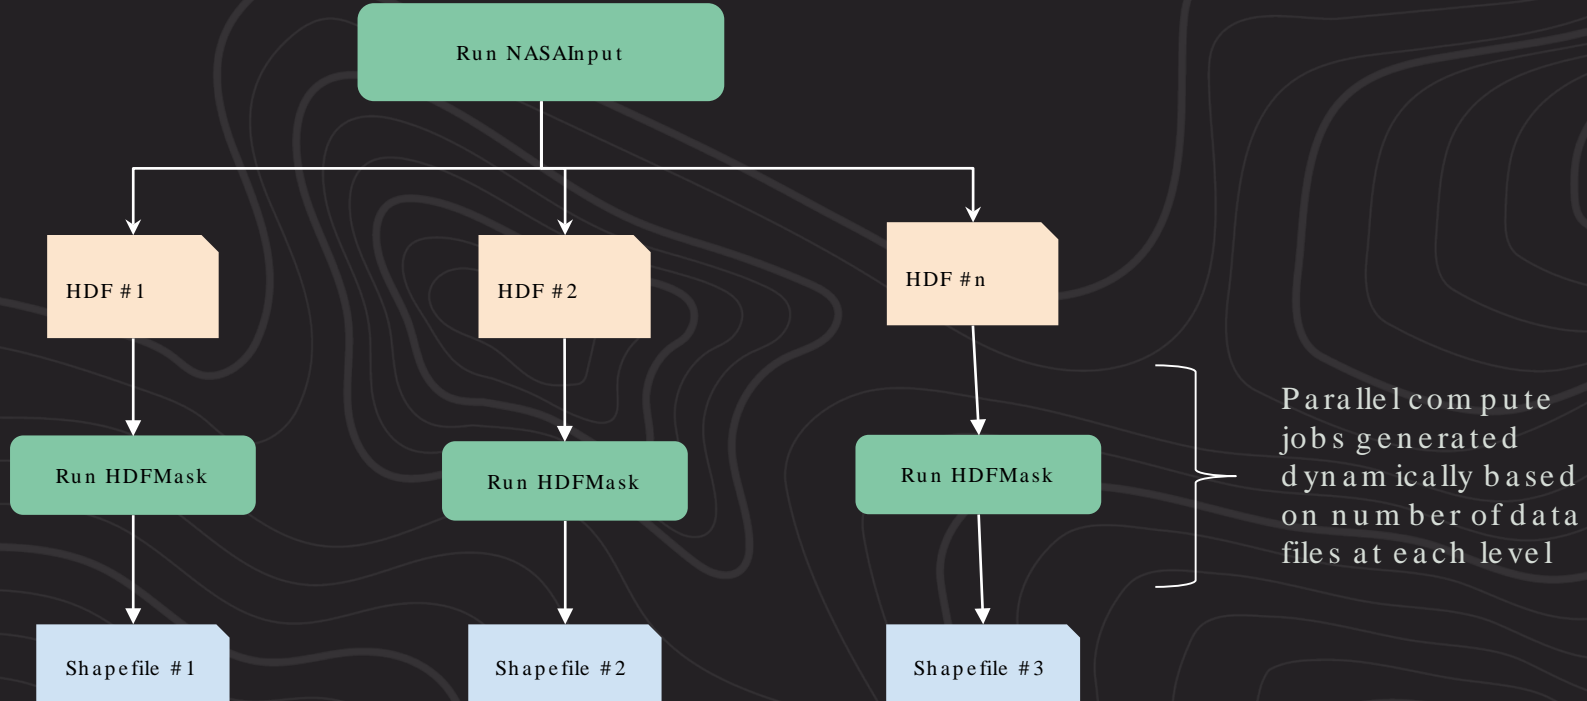 Run NASAInput
HDF #1
HDF #2
HDF #n
Run HDFMask
Run HDFMask
Run HDFMask
Parallel compute
jobs generated
dynamically based
on number of data
files at each level
Shapefile #1
Shapefile #2
Shapefile #3